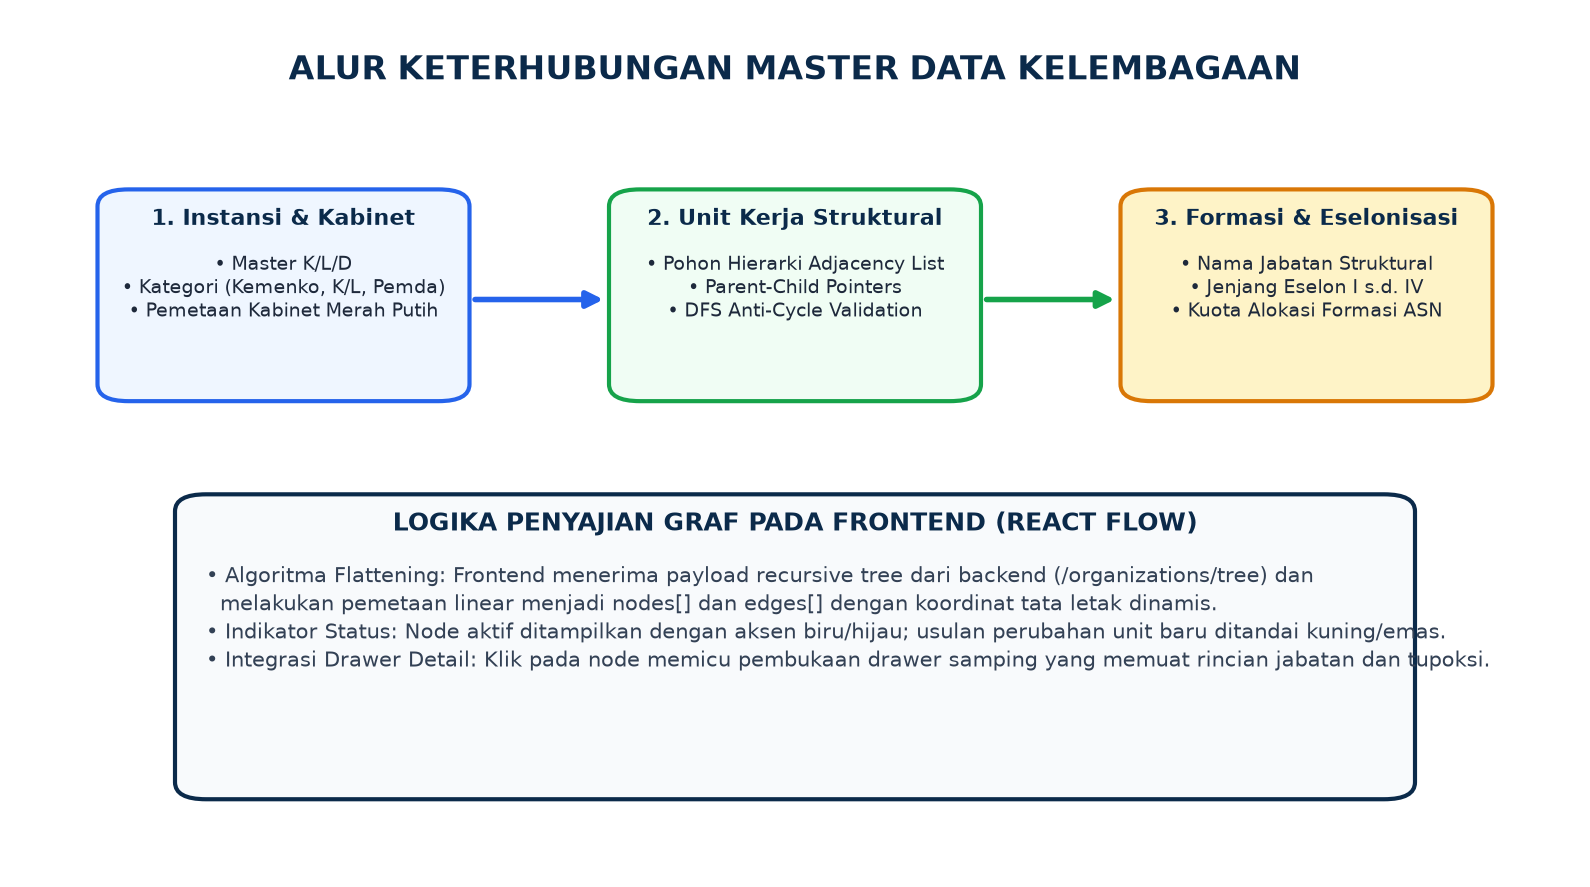 ALUR KETERHUBUNGAN MASTER DATA KELEMBAGAAN
1. Instansi & Kabinet
• Master K/L/D
• Kategori (Kemenko, K/L, Pemda)
• Pemetaan Kabinet Merah Putih
2. Unit Kerja Struktural
• Pohon Hierarki Adjacency List
• Parent-Child Pointers
• DFS Anti-Cycle Validation
3. Formasi & Eselonisasi
• Nama Jabatan Struktural
• Jenjang Eselon I s.d. IV
• Kuota Alokasi Formasi ASN
LOGIKA PENYAJIAN GRAF PADA FRONTEND (REACT FLOW)
• Algoritma Flattening: Frontend menerima payload recursive tree dari backend (/organizations/tree) dan
melakukan pemetaan linear menjadi nodes[] dan edges[] dengan koordinat tata letak dinamis.
• Indikator Status: Node aktif ditampilkan dengan aksen biru/hijau; usulan perubahan unit baru ditandai kuning/emas.
• Integrasi Drawer Detail: Klik pada node memicu pembukaan drawer samping yang memuat rincian jabatan dan tupoksi.